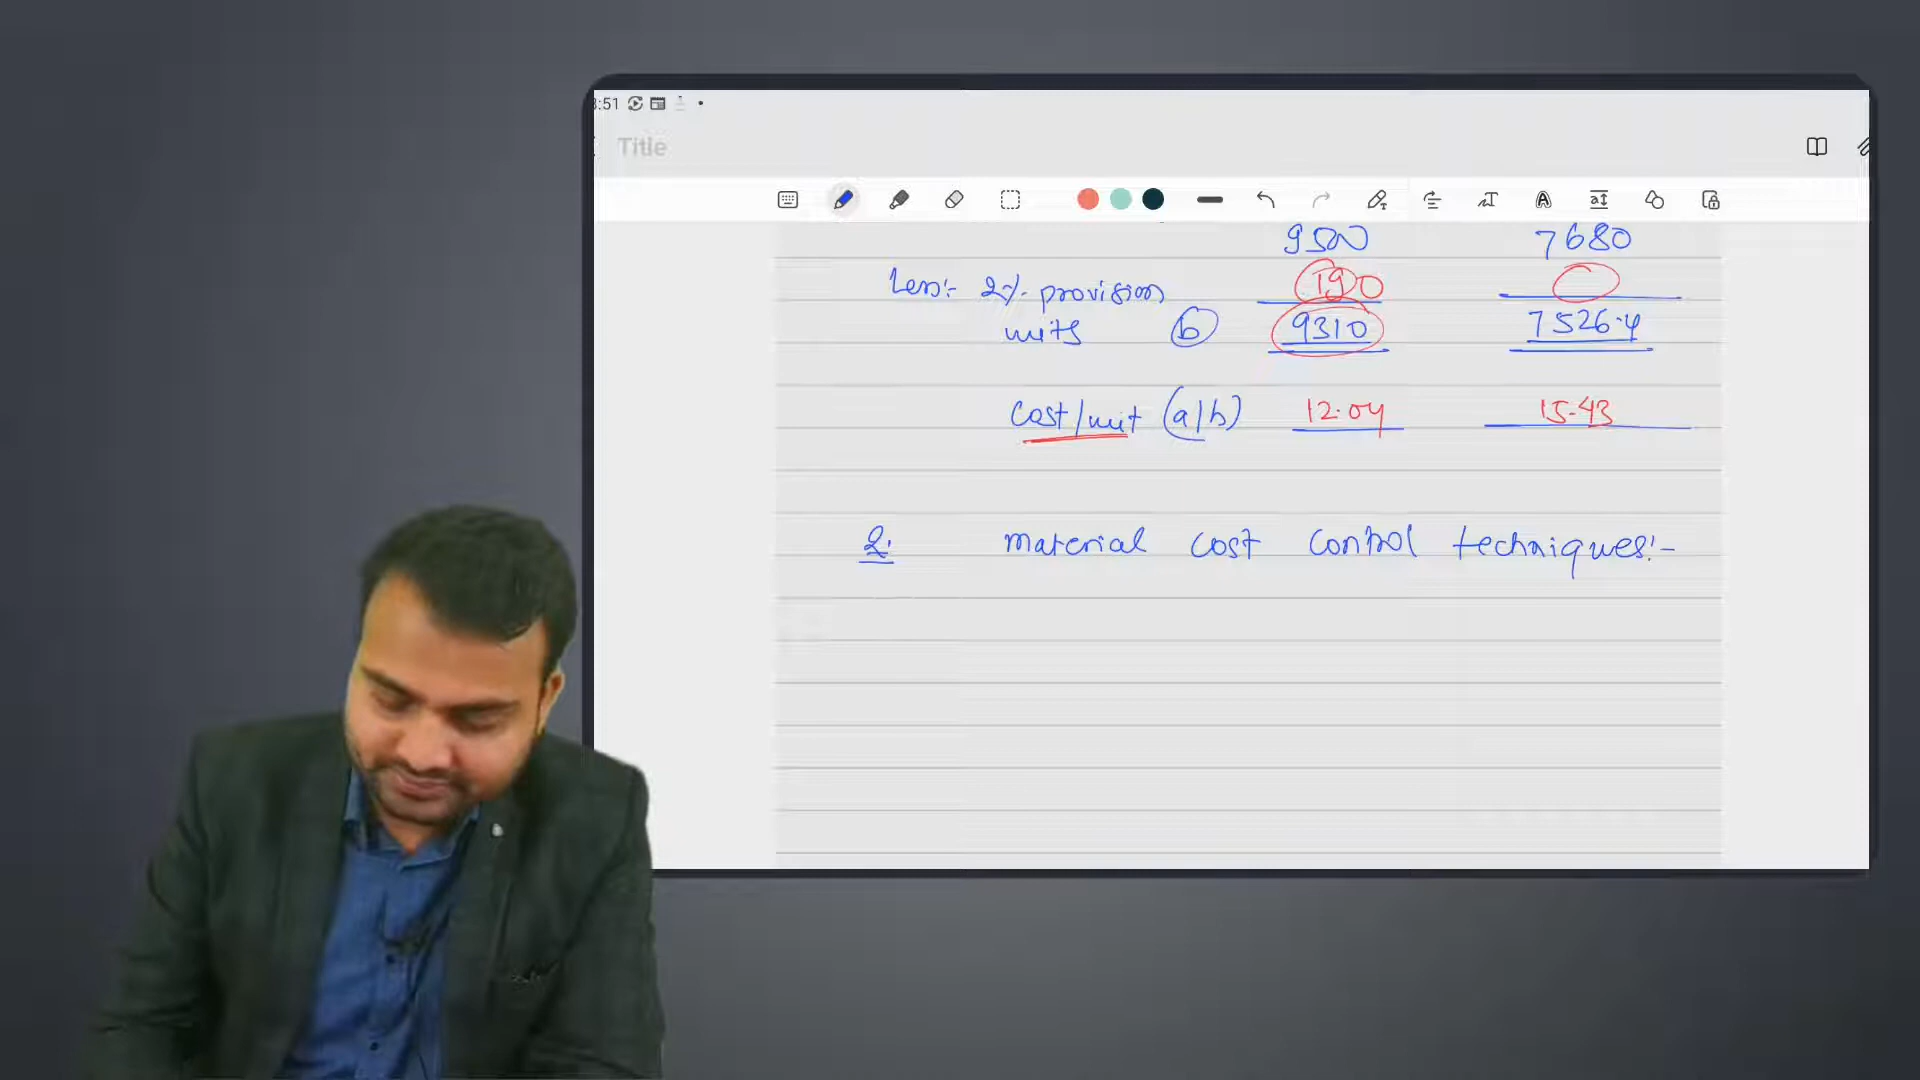 :51
Title
9500 7680
Less:- 2%. provision 190
units b 9310 7526.4
Cost/unit (a/b) 12.04 15.43
2. material cost control techniques:-